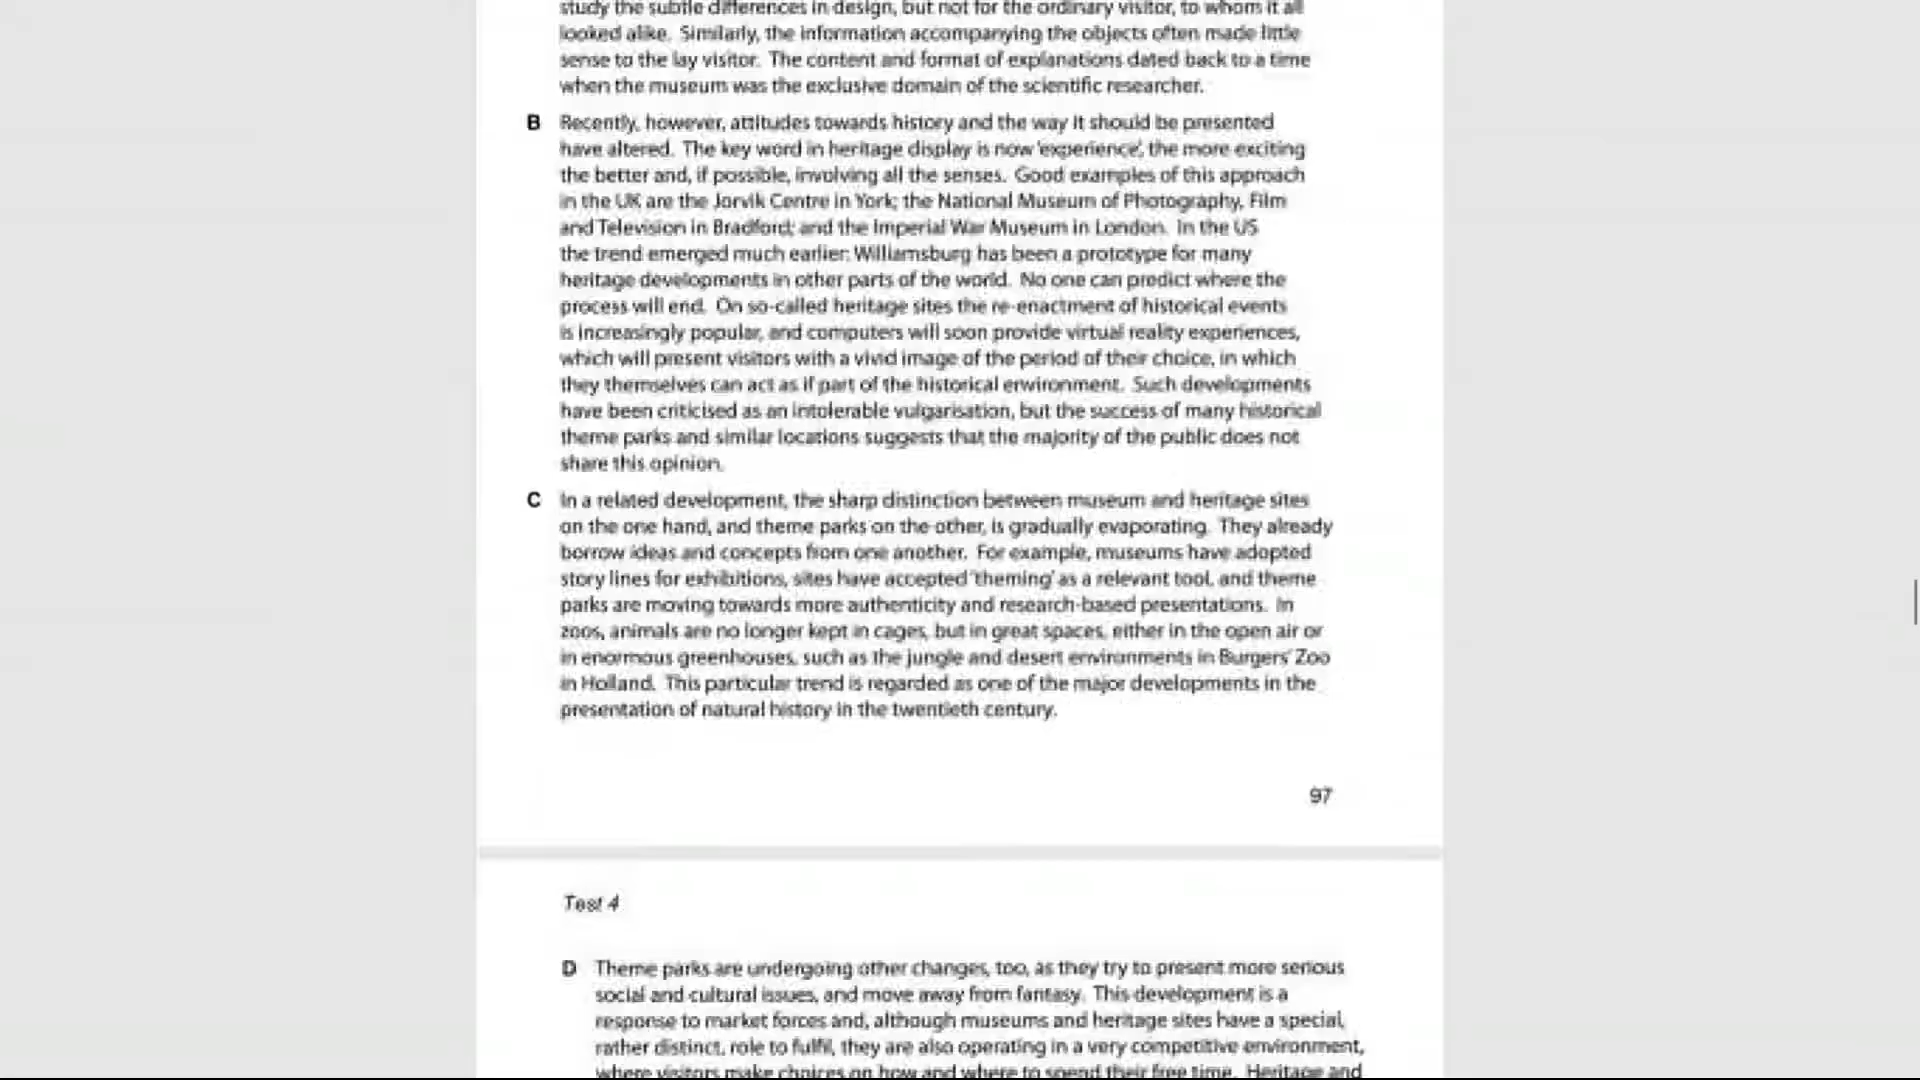 study the subtle differences in design, but not for the ordinary visitor, to whom it all
looked alike. Similarly, the information accompanying the objects often made little
sense to the lay visitor. The content and format of explanations dated back to a time
when the museum was the exclusive domain of the scientific researcher.
B Recently, however, attitudes towards history and the way it should be presented
have altered. The key word in heritage display is now 'experience', the more exciting
the better and, if possible, involving all the senses. Good examples of this approach
in the UK are the Jorvik Centre in York; the National Museum of Photography, Film
and Television in Bradford; and the Imperial War Museum in London. In the US
the trend emerged much earlier: Williamsburg has been a prototype for many
heritage developments in other parts of the world. No one can predict where the
process will end. On so-called heritage sites the re-enactment of historical events
is increasingly popular, and computers will soon provide virtual reality experiences,
which will present visitors with a vivid image of the period of their choice, in which
they themselves can act as if part of the historical environment. Such developments
have been criticised as an intolerable vulgarisation, but the success of many historical
theme parks and similar locations suggests that the majority of the public does not
share this opinion.
C In a related development, the sharp distinction between museum and heritage sites
on the one hand, and theme parks on the other, is gradually evaporating. They already
borrow ideas and concepts from one another. For example, museums have adopted
story lines for exhibitions, sites have accepted 'theming' as a relevant tool, and theme
parks are moving towards more authenticity and research-based presentations. In
zoos, animals are no longer kept in cages, but in great spaces, either in the open air or
in enormous greenhouses, such as the jungle and desert environments in Burgers' Zoo
in Holland. This particular trend is regarded as one of the major developments in the
presentation of natural history in the twentieth century.
97
Test 4
D Theme parks are undergoing other changes, too, as they try to present more serious
social and cultural issues, and move away from fantasy. This development is a
response to market forces and, although museums and heritage sites have a special,
rather distinct, role to fulfil, they are also operating in a very competitive environment,
where visitors make choices on how and where to spend their free time. Heritage and